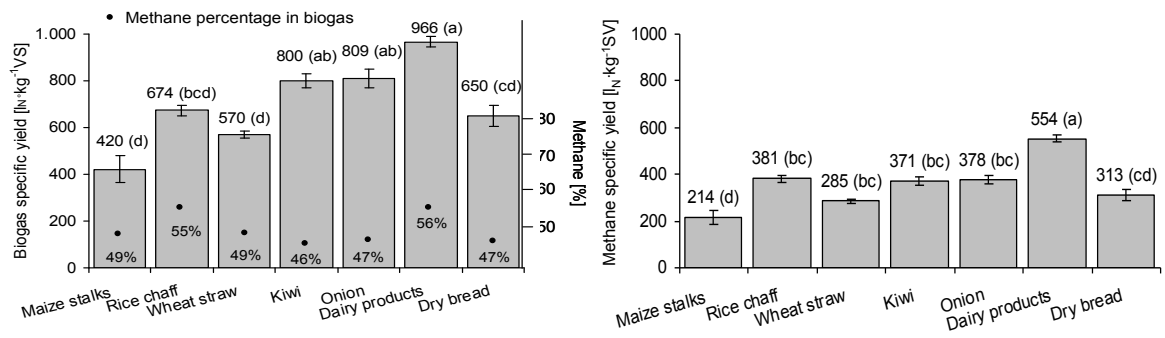 • Methane percentage in biogas
Biogas specific yield [lN·kg-1VS]
1.000
800
600
400
200
0
420 (d)
674 (bcd)
570 (d)
800 (ab)
809 (ab)
966 (a)
650 (cd)
49%
55%
49%
46%
47%
56%
47%
Methane [%]
80
70
60
50
Maize stalks
Rice chaff
Wheat straw
Kiwi
Onion
Dairy products
Dry bread
Methane specific yield [lN·kg-1SV]
1000
800
600
400
200
0
214 (d)
381 (bc)
285 (bc)
371 (bc)
378 (bc)
554 (a)
313 (cd)
Maize stalks
Rice chaff
Wheat straw
Kiwi
Onion
Dairy products
Dry bread